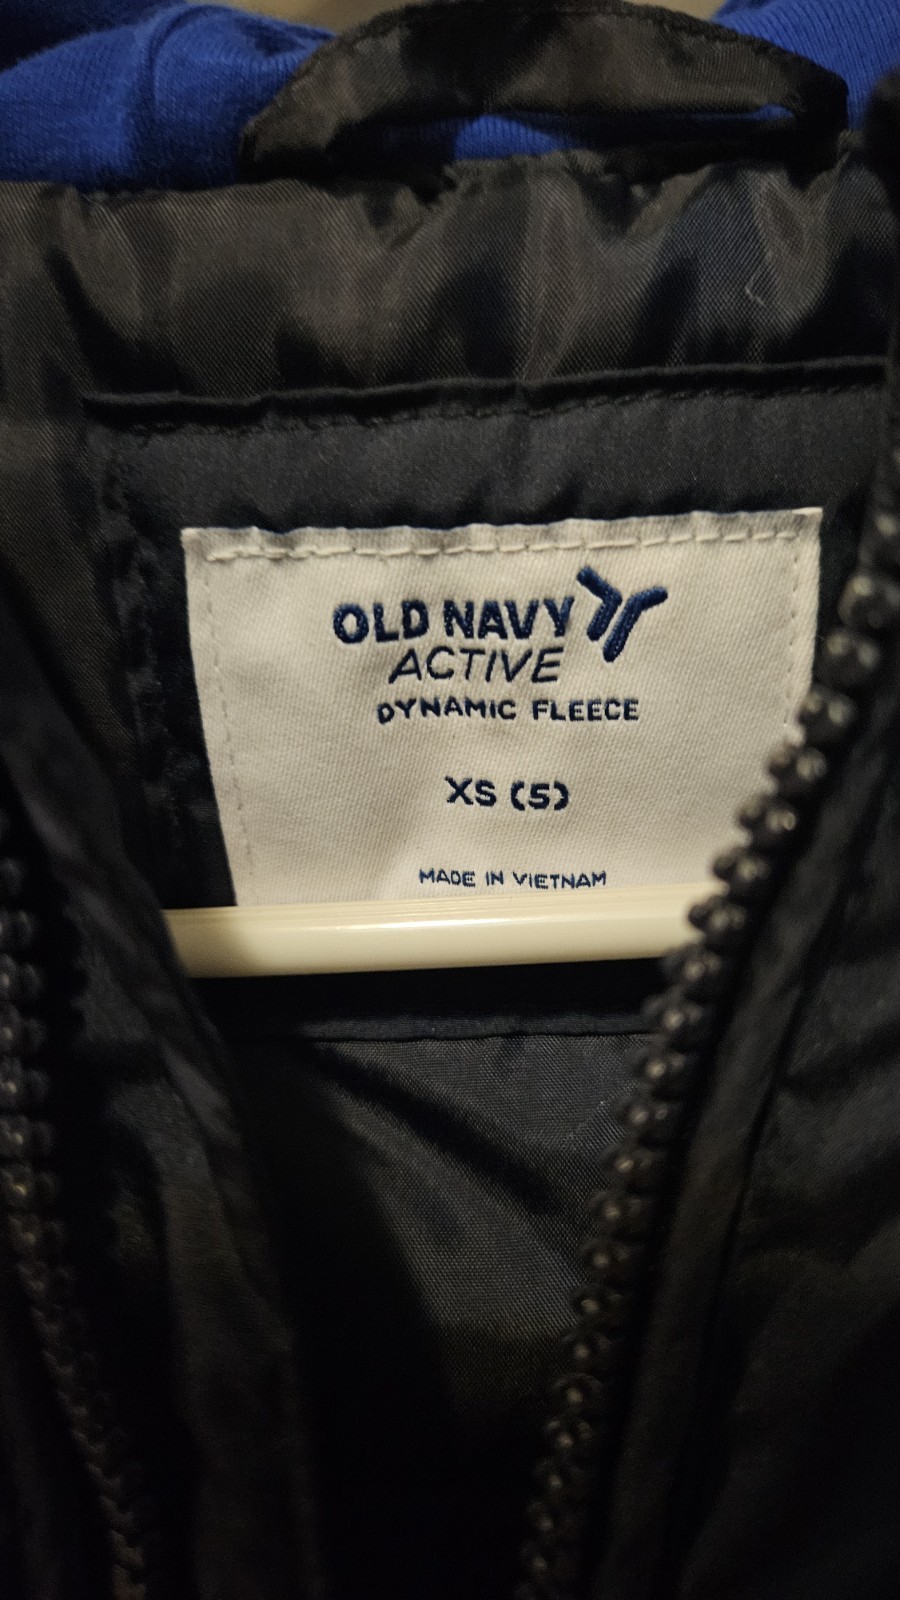 OLD NAVY
ACTIVE
DYNAMIC FLEECE
XS (5)
MADE IN VIETNAM